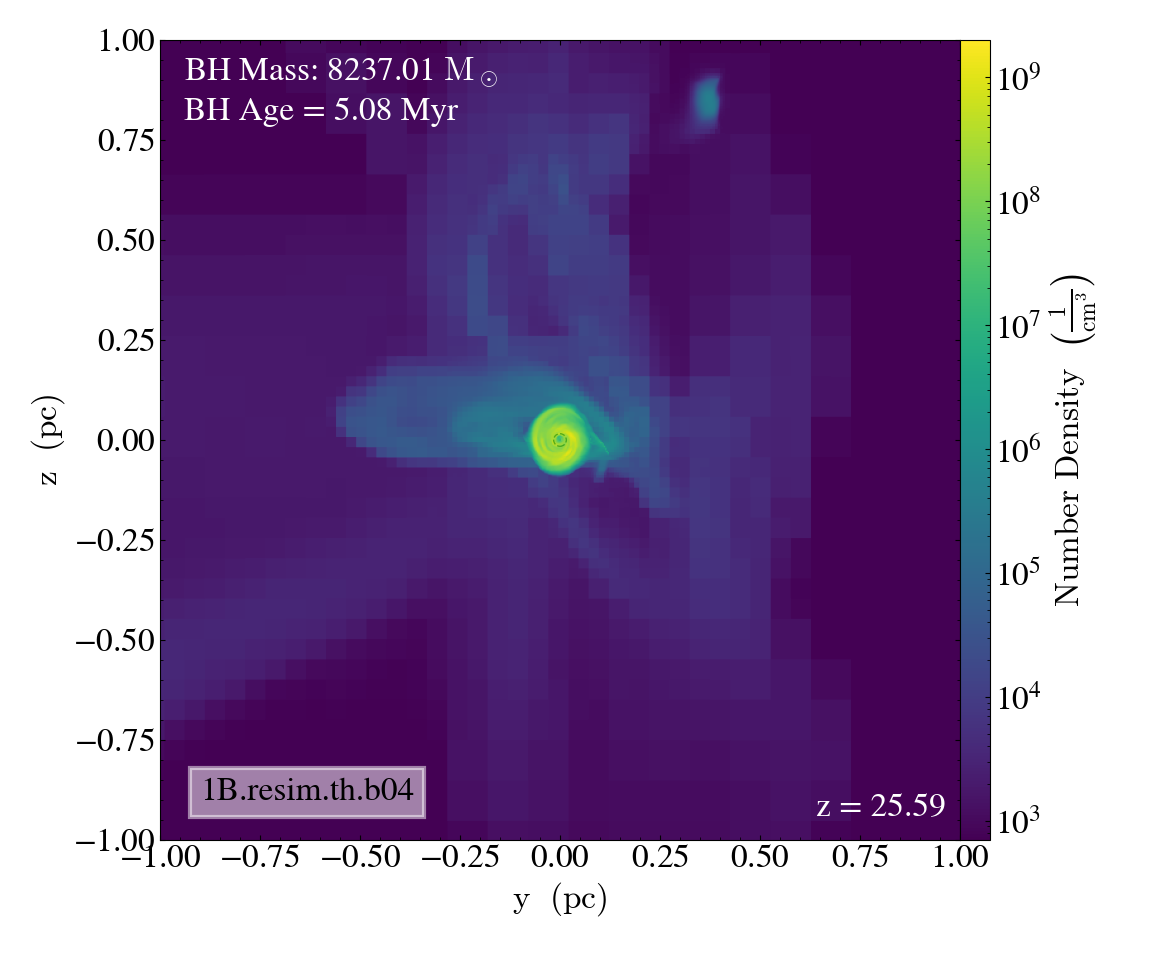 BH Mass: 8237.01 M⊙
BH Age = 5.08 Myr
1B.resim.th.b04
z = 25.59
1.00
0.75
0.50
0.25
0.00
−0.25
−0.50
−0.75
−1.00
z (pc)
−1.00 −0.75 −0.50 −0.25 0.00 0.25 0.50 0.75 1.00
y (pc)
10⁹
10⁸
10⁷
10⁶
10⁵
10⁴
10³
Number Density (1/cm³)